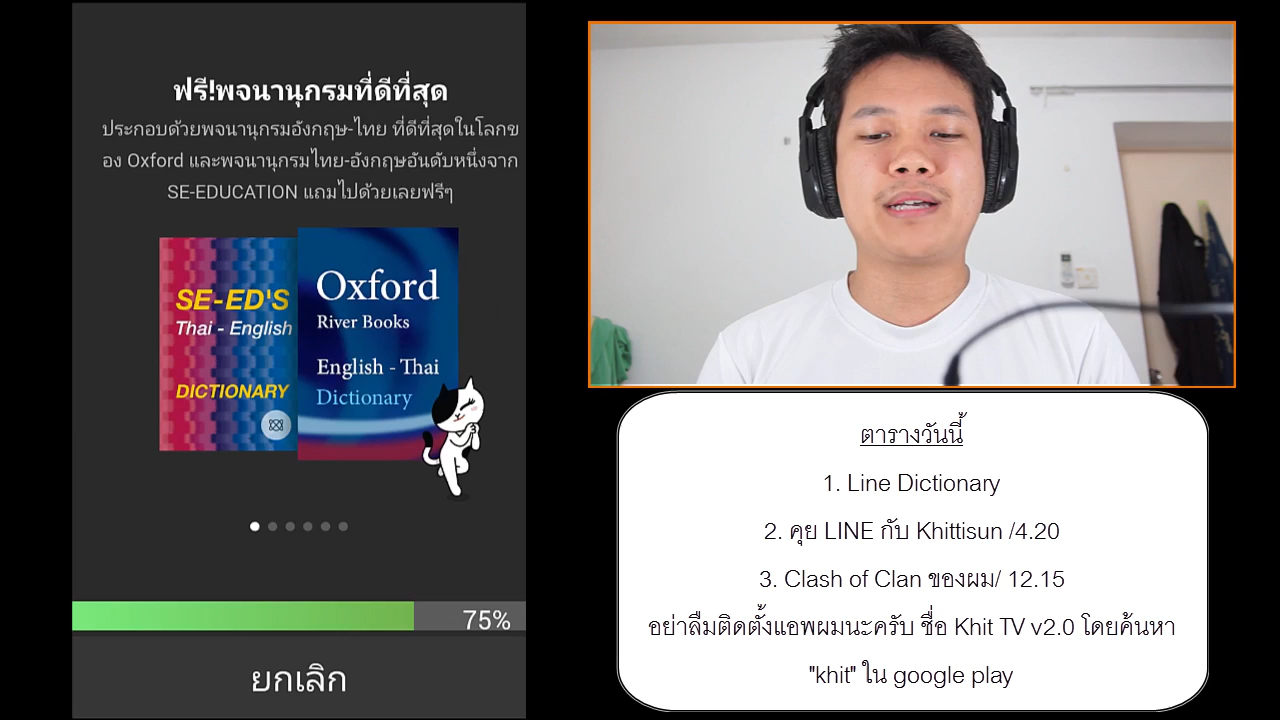 ฟรี!พจนานุกรมที่ดีที่สุด
ประกอบด้วยพจนานุกรมอังกฤษ-ไทย ที่ดีที่สุดในโลกข
อง Oxford และพจนานุกรมไทย-อังกฤษอันดับหนึ่งจาก
SE-EDUCATION แถมไปด้วยเลยฟรีๆ
SE-ED'S
Thai - English
DICTIONARY
Oxford
River Books
English - Thai
Dictionary
75%
ยกเลิก
ตารางวันนี้
1. Line Dictionary
2. คุย LINE กับ Khittisun /4.20
3. Clash of Clan ของผม/ 12.15
อย่าลืมติดตั้งแอพผมนะครับ ชื่อ Khit TV v2.0 โดยค้นหา
"khit" ใน google play